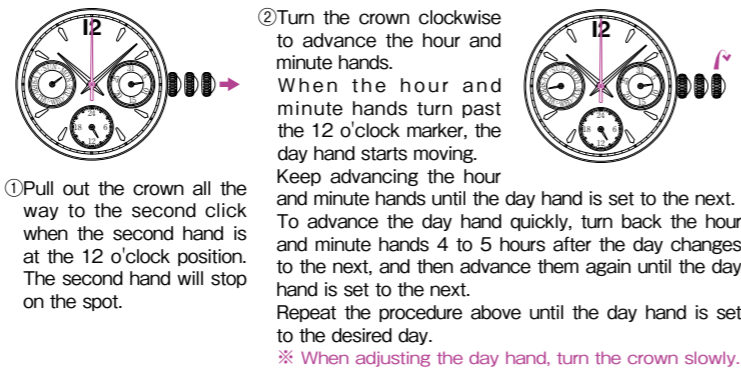 ①Pull out the crown all the
way to the second click
when the second hand is
at the 12 o'clock position.
The second hand will stop
on the spot.
②Turn the crown clockwise
to advance the hour and
minute hands.
When the hour and
minute hands turn past
the 12 o'clock marker, the
day hand starts moving.
Keep advancing the hour
and minute hands until the day hand is set to the next.
To advance the day hand quickly, turn back the hour
and minute hands 4 to 5 hours after the day changes
to the next, and then advance them again until the day
hand is set to the next.
Repeat the procedure above until the day hand is set
to the desired day.
※ When adjusting the day hand, turn the crown slowly.
12
24
18
6
12
24
18
6